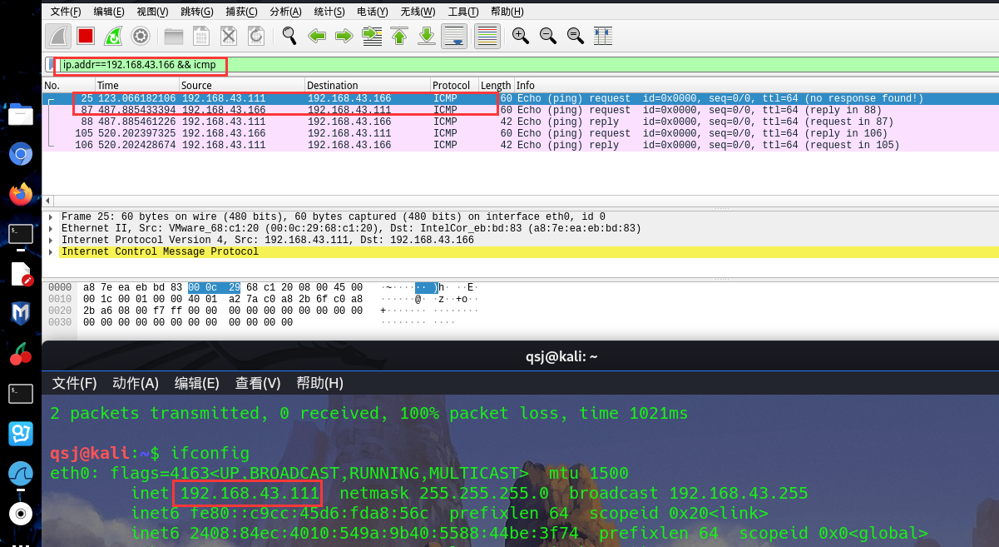 文件(F) 编辑(E) 视图(V) 跳转(G) 捕获(C) 分析(A) 统计(S) 电话(Y) 无线(W) 工具(T) 帮助(H)
ip.addr==192.168.43.166 && icmp
No. Time Source Destination Protocol Length Info
25 123.066182106 192.168.43.111 192.168.43.166 ICMP 60 Echo (ping) request id=0x0000, seq=0/0, ttl=64 (no response found!)
87 487.885433394 192.168.43.166 192.168.43.111 ICMP 60 Echo (ping) request id=0x0000, seq=0/0, ttl=64 (reply in 88)
88 487.885461226 192.168.43.111 192.168.43.166 ICMP 42 Echo (ping) reply id=0x0000, seq=0/0, ttl=64 (request in 87)
105 520.202397325 192.168.43.166 192.168.43.111 ICMP 60 Echo (ping) request id=0x0000, seq=0/0, ttl=64 (reply in 106)
106 520.202428674 192.168.43.111 192.168.43.166 ICMP 42 Echo (ping) reply id=0x0000, seq=0/0, ttl=64 (request in 105)
Frame 25: 60 bytes on wire (480 bits), 60 bytes captured (480 bits) on interface eth0, id 0
Ethernet II, Src: VMware_68:c1:20 (00:0c:29:68:c1:20), Dst: IntelCor_eb:bd:83 (a8:7e:ea:eb:bd:83)
Internet Protocol Version 4, Src: 192.168.43.111, Dst: 192.168.43.166
Internet Control Message Protocol
0000 a8 7e ea eb bd 83 00 0c 29 68 c1 20 08 00 45 00 ·~······ )h· ··E·
0010 00 1c 00 01 00 00 40 01 a2 7a c0 a8 2b 6f c0 a8 ······@· ·z··+o··
0020 2b a6 08 00 f7 ff 00 00 00 00 00 00 00 00 00 00 +······· ········
0030 00 00 00 00 00 00 00 00 00 00 00 00 ········ ····
qsj@kali: ~
文件(F) 动作(A) 编辑(E) 查看(V) 帮助(H)
2 packets transmitted, 0 received, 100% packet loss, time 1021ms
qsj@kali:~$ ifconfig
eth0: flags=4163<UP,BROADCAST,RUNNING,MULTICAST> mtu 1500
inet 192.168.43.111 netmask 255.255.255.0 broadcast 192.168.43.255
inet6 fe80::c9cc:45d6:fda8:56c prefixlen 64 scopeid 0x20<link>
inet6 2408:84ec:4010:549a:9b40:5588:44be:3f74 prefixlen 64 scopeid 0x0<global>